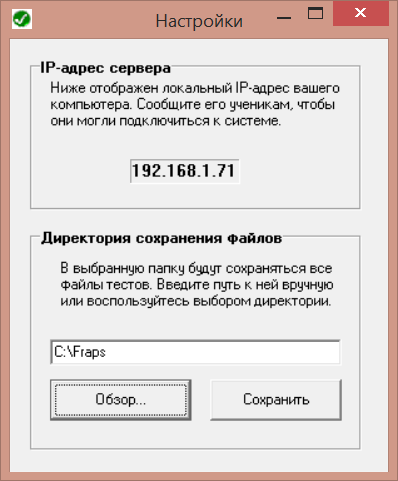 Настройки
IP-адрес сервера
Ниже отображен локальный IP-адрес вашего
компьютера. Сообщите его ученикам, чтобы
они могли подключиться к системе.
192.168.1.71
Директория сохранения файлов
В выбранную папку будут сохраняться все
файлы тестов. Введите путь к ней вручную
или воспользуйтесь выбором директории.
C:\Fraps
Обзор... Сохранить